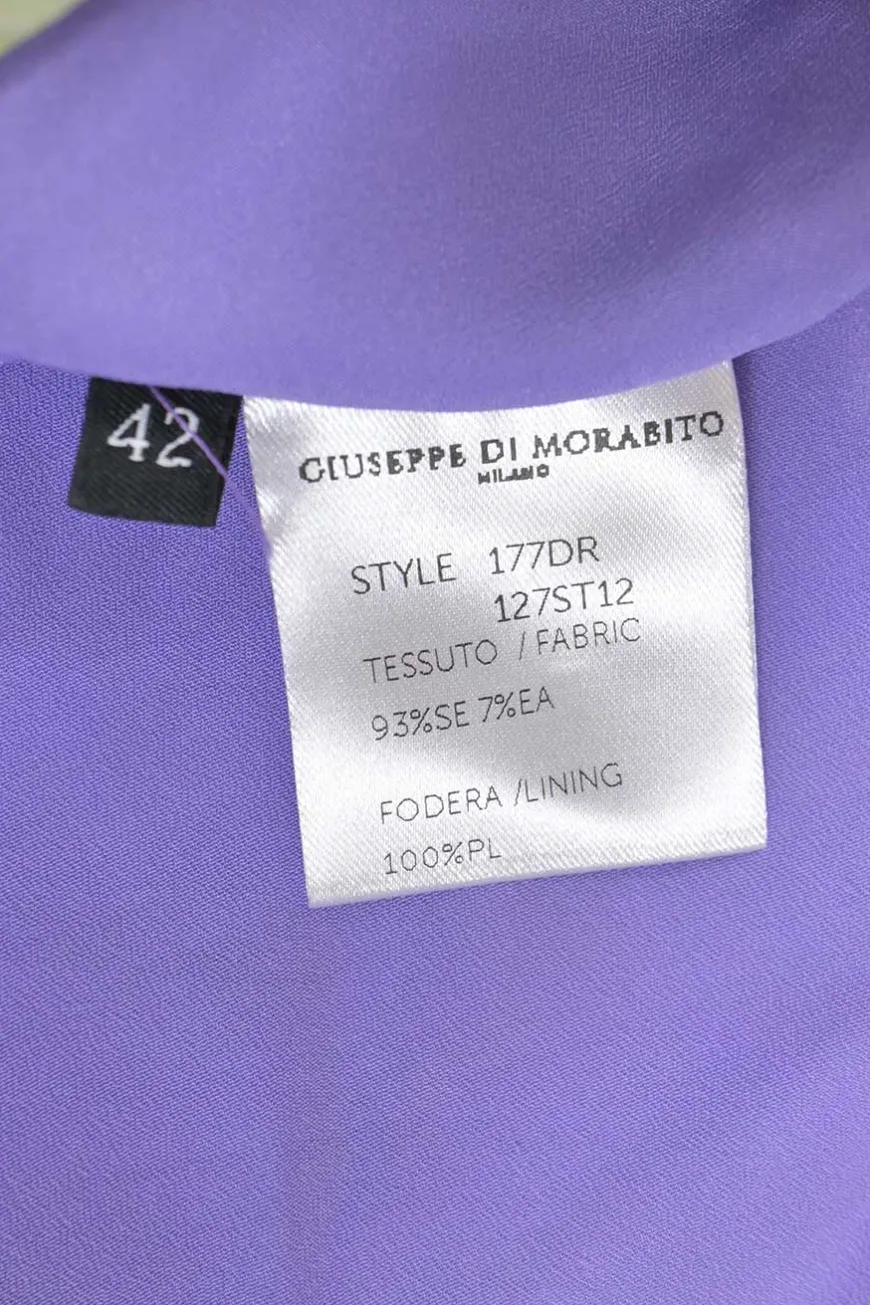 42
GIUSEPPE DI MORABITO
MILANO
STYLE 177DR
127ST12
TESSUTO / FABRIC
93%SE 7%EA
FODERA /LINING
100%PL